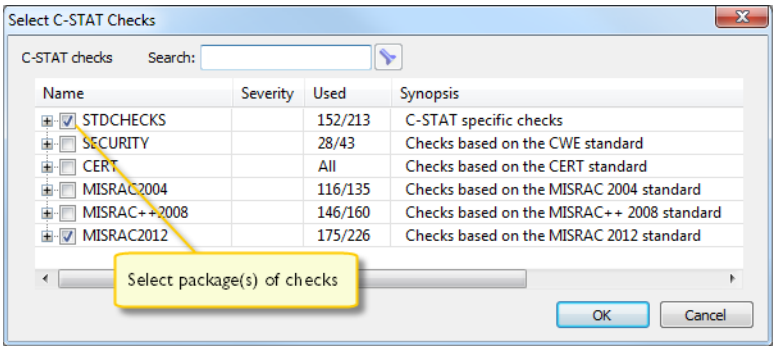 Select C-STAT Checks
C-STAT checks Search:
Name Severity Used Synopsis
STDCHECKS 152/213 C-STAT specific checks
SECURITY 28/43 Checks based on the CWE standard
CERT All Checks based on the CERT standard
MISRAC2004 116/135 Checks based on the MISRAC 2004 standard
MISRAC++2008 146/160 Checks based on the MISRAC++ 2008 standard
MISRAC2012 175/226 Checks based on the MISRAC 2012 standard
Select package(s) of checks
OK Cancel